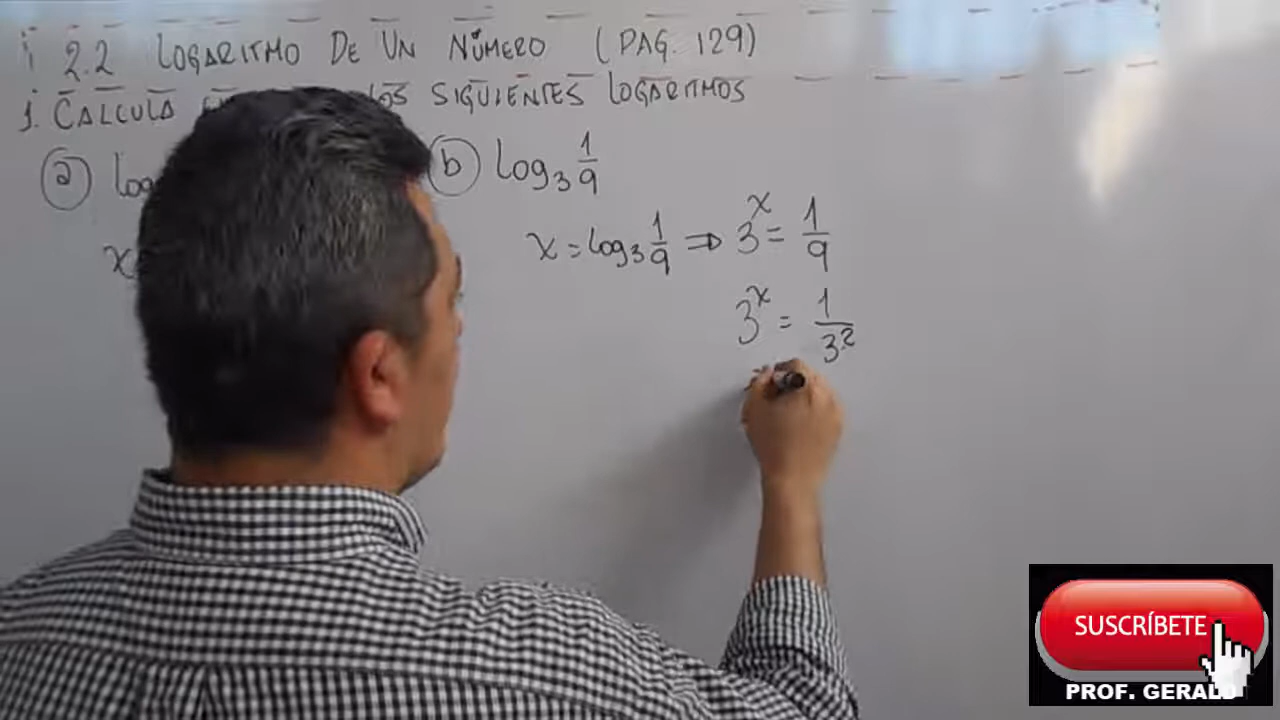 2.2 LOGARITMO DE UN NÚMERO (PAG. 129)
1. CALCULA LOS SIGUIENTES LOGARITMOS
a) log
b) log₃ 1/9
x
x = log₃ 1/9 ⇒ 3ˣ = 1/9
3ˣ = 1/3²
SUSCRÍBETE
PROF. GERALD